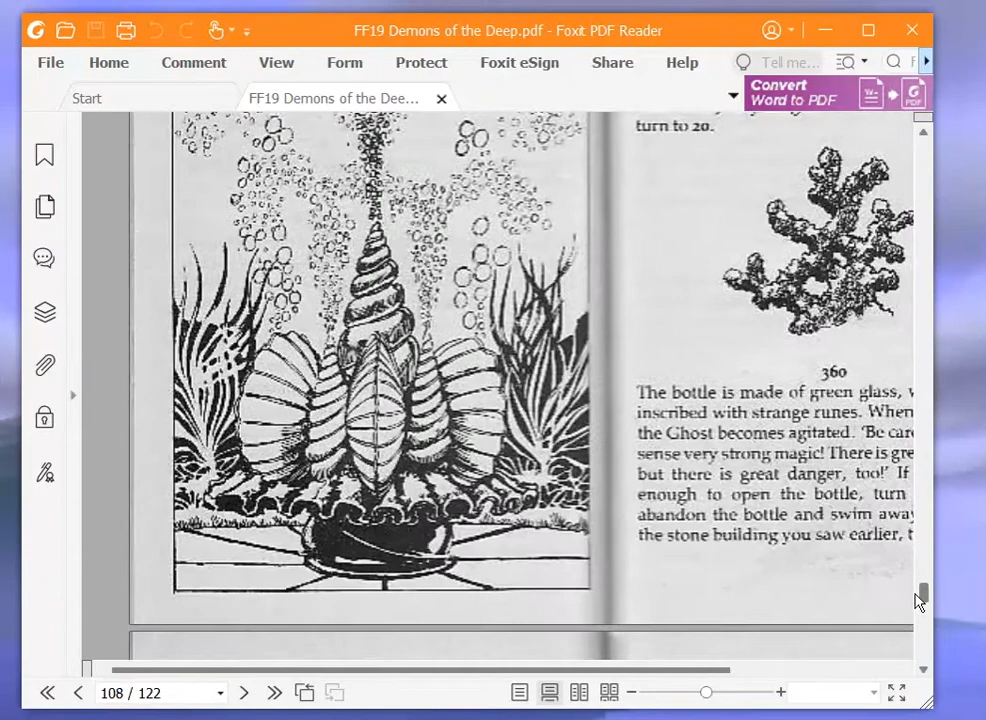 FF19 Demons of the Deep.pdf - Foxit PDF Reader
File Home Comment View Form Protect Foxit eSign Share Help Tell me... F
Start FF19 Demons of the Dee...
Convert
Word to PDF
W
PDF
turn to 20.
360
The bottle is made of green glass,
inscribed with strange runes. When
the Ghost becomes agitated. 'Be
sense very strong magic! There is
but there is great danger, too!' If
enough to open the bottle, turn
abandon the bottle and swim
the stone building you saw earlier,
108 / 122